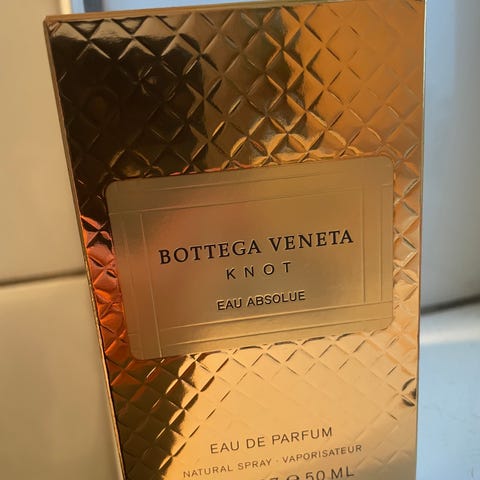 BOTTEGA VENETA
KNOT
EAU ABSOLUE
EAU DE PARFUM
NATURAL SPRAY · VAPORISATEUR
℮ 50 ML